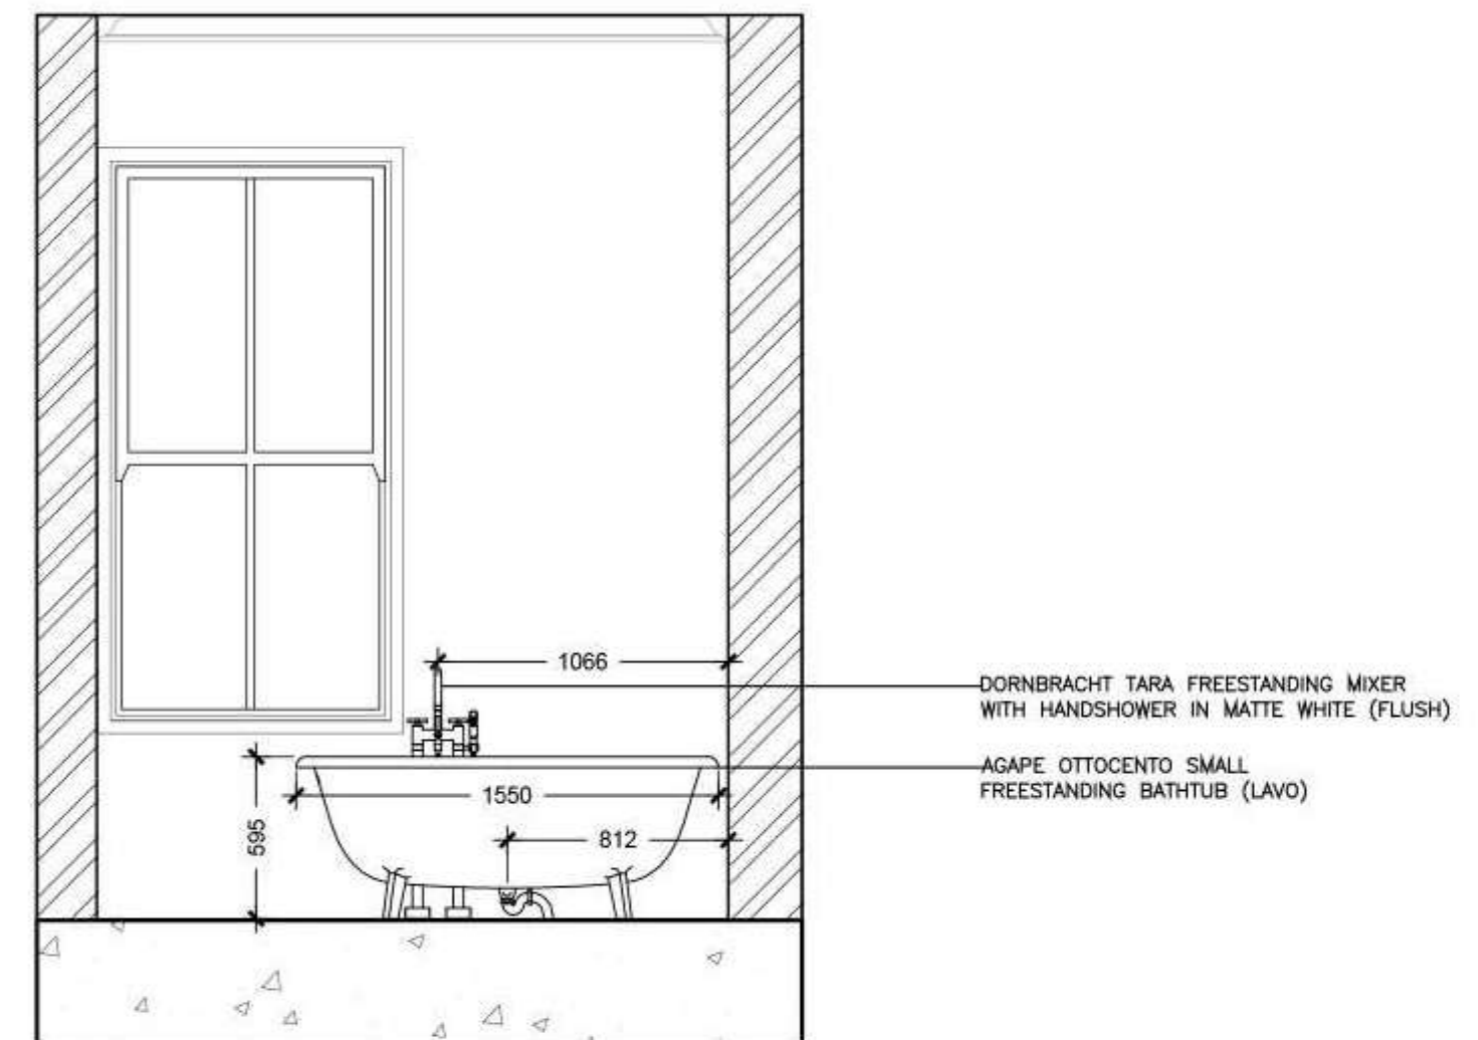 1066
DORNBRACHT TARA FREESTANDING MIXER
WITH HANDSHOWER IN MATTE WHITE (FLUSH)
AGAPE OTTOCENTO SMALL
FREESTANDING BATHTUB (LAVO)
1550
595
812